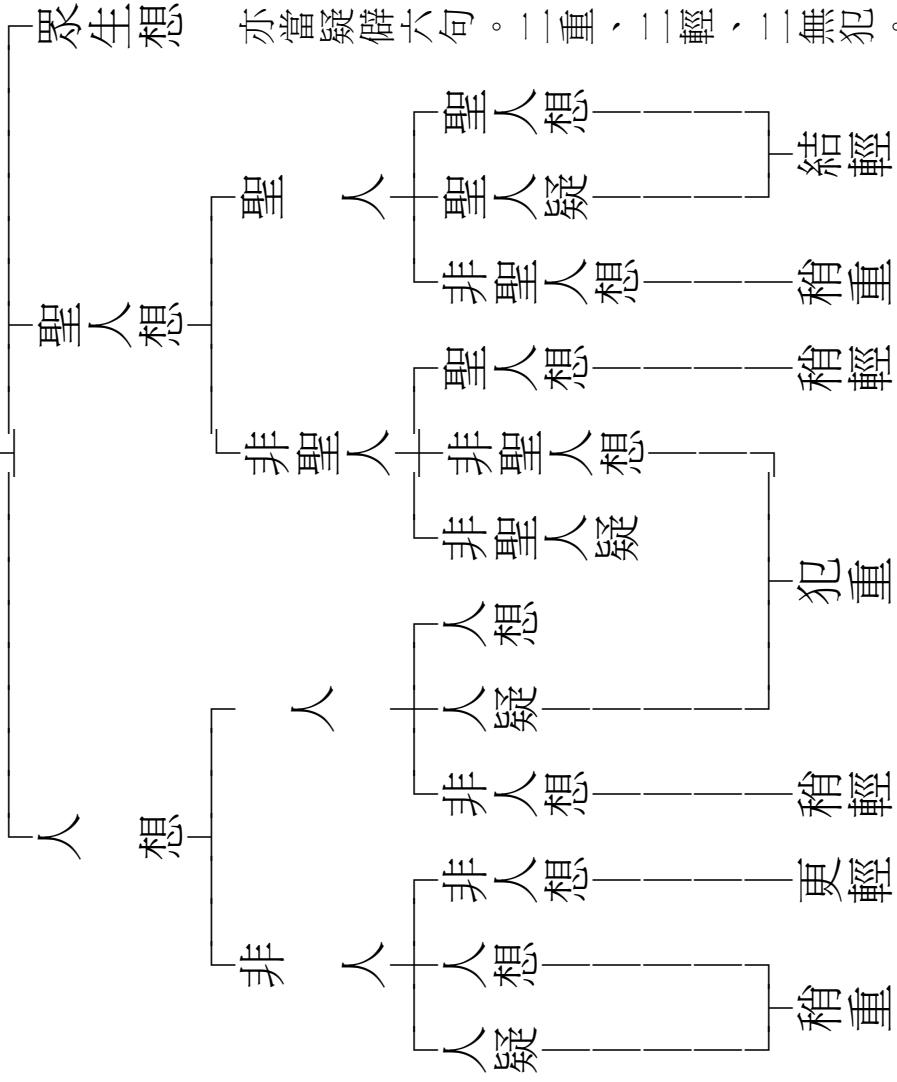 眾生想
亦當疑僻六句。二重、二輕、二無犯。
聖人想
聖人
聖人想
聖人疑
結輕
非聖人想
稍重
非聖人
聖人想
稍輕
非聖人想
非聖人疑
犯重
人想
人
人想
人疑
非人想
稍輕
非人
非人想
更輕
人想
人疑
稍重